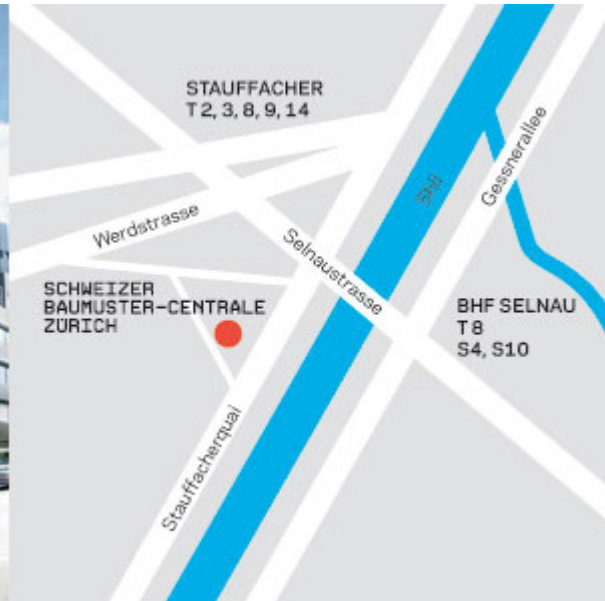 STAUFFACHER
T 2, 3, 8, 9, 14
Gessnerallee
Sihl
Werdstrasse
Selnaustrasse
SCHWEIZER
BAUMUSTER-CENTRALE
ZÜRICH
BHF SELNAU
T 8
S4, S10
Stauffacherquai